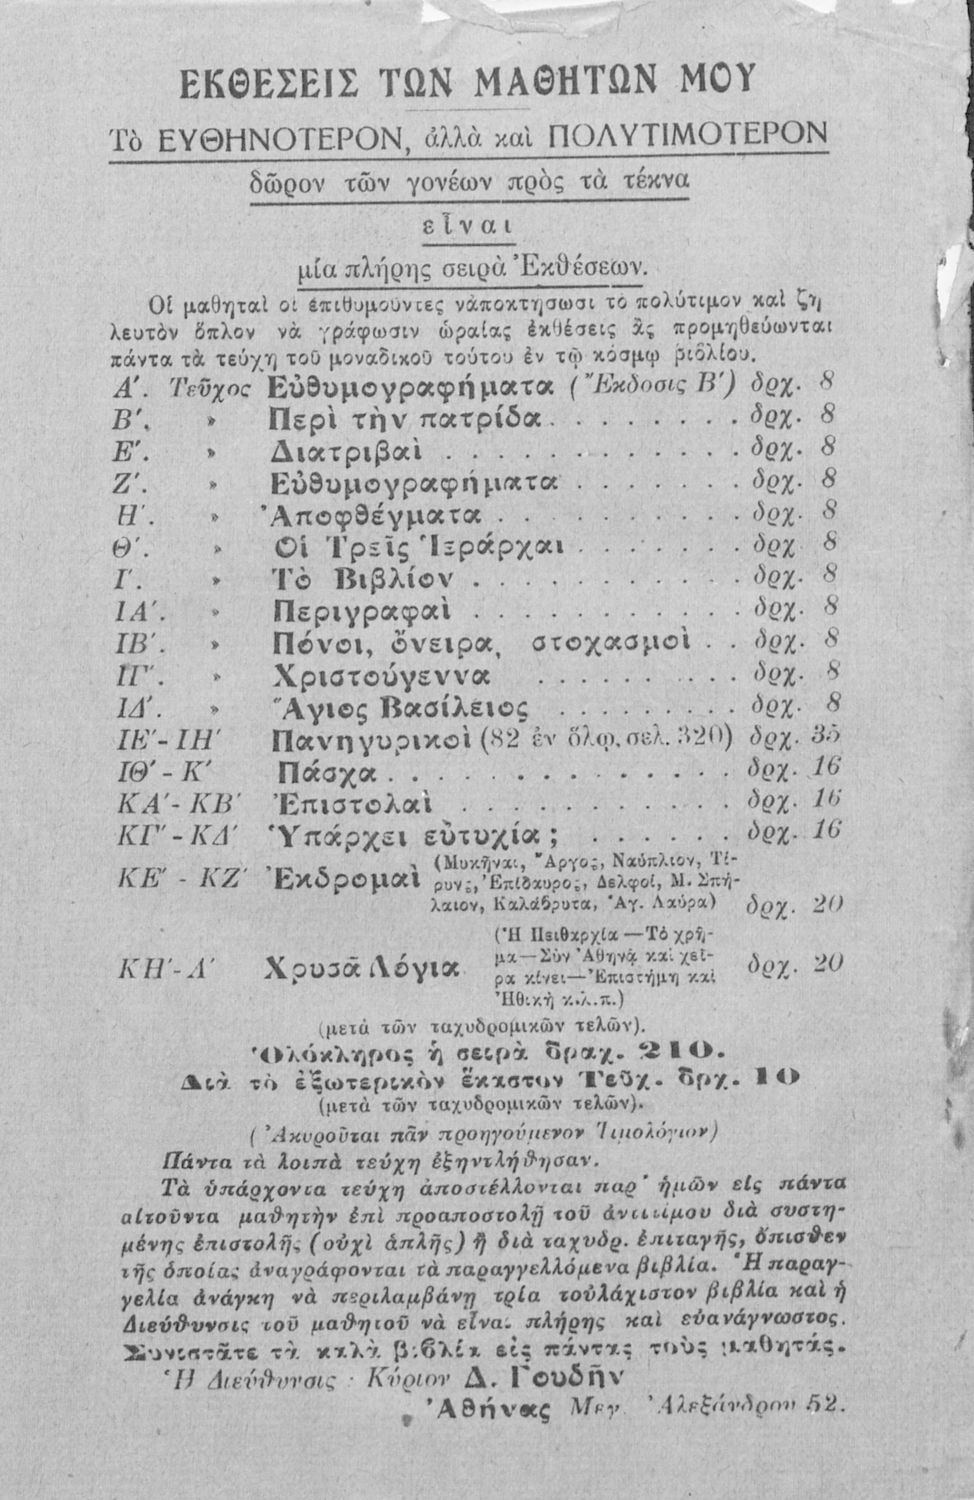 ΕΚΘΕΣΕΙΣ ΤΩΝ ΜΑΘΗΤΩΝ ΜΟΥ
Τὸ ΕΥΘΗΝΟΤΕΡΟΝ, ἀλλὰ καὶ ΠΟΛΥΤΙΜΟΤΕΡΟΝ
δῶρον τῶν γονέων πρὸς τὰ τέκνα
εἶναι
μία πλήρης σειρὰ Ἐκθέσεων.
Οἱ μαθηταὶ οἱ ἐπιθυμοῦντες νἀποκτήσωσι τὸ πολύτιμον καὶ ζη
λευτὸν ὅπλον νὰ γράφωσιν ὡραίας ἐκθέσεις ἂς προμηθεύωνται
πάντα τὰ τεύχη τοῦ μοναδικοῦ τούτου ἐν τῷ κόσμῳ βιβλίου.
Α΄. Τεῦχος Εὐθυμογραφήματα (Ἔκδοσις Β΄) δρχ. 8
Β΄. » Περὶ τὴν πατρίδα . . . . . . . . δρχ. 8
Ε΄. » Διατριβαὶ . . . . . . . . . . . . δρχ. 8
Ζ΄. » Εὐθυμογραφήματα . . . . . . . δρχ. 8
Η΄. » Ἀποφθέγματα . . . . . . . . . . δρχ. 8
Θ΄. » Οἱ Τρεῖς Ἱεράρχαι . . . . . . . δρχ 8
Ι΄. » Τὸ Βιβλίον . . . . . . . . . . . δρχ. 8
ΙΑ΄. » Περιγραφαὶ . . . . . . . . . . . δρχ. 8
ΙΒ΄. » Πόνοι, ὄνειρα, στοχασμοὶ . . δρχ. 8
ΙΓ΄. » Χριστούγεννα . . . . . . . . . δρχ. 8
ΙΔ΄. » Ἅγιος Βασίλειος . . . . . . . . δρχ. 8
ΙΕ΄-ΙΗ΄ Πανηγυρικοὶ (82 ἐν ὅλῳ, σελ. 320) δρχ. 35
ΙΘ΄-Κ΄ Πάσχα . . . . . . . . . . . . . . δρχ. 16
ΚΑ΄-ΚΒ΄ Ἐπιστολαὶ . . . . . . . . . . . δρχ. 16
ΚΓ΄-ΚΔ΄ Ὑπάρχει εὐτυχία; . . . . . . δρχ. 16
ΚΕ΄ - ΚΖ΄ Ἐκδρομαὶ (Μυκῆναι, Ἄργος, Ναύπλιον, Τί-
ρυνς, Ἐπίδαυρος, Δελφοί, Μ. Σπή-
λαιον, Καλάβρυτα, Ἁγ. Λαύρα) δρχ. 20
(Ἡ Πειθαρχία —Τὸ χρῆ-
ΚΗ΄-Λ΄ Χρυσᾶ Λόγια μα—Σὺν Ἀθηνᾷ καὶ χεῖ- δρχ. 20
ρα κίνει—Ἐπιστήμη καὶ
Ἠθικὴ κ.λ.π.)
(μετὰ τῶν ταχυδρομικῶν τελῶν).
Ὁλόκληρος ἡ σειρὰ δραχ. 210.
Διὰ τὸ ἐξωτερικὸν ἕκαστον Τεῦχ. δρχ. 10
(μετὰ τῶν ταχυδρομικῶν τελῶν).
(Ἀκυροῦται πᾶν προηγούμενον Τιμολόγιον)
Πάντα τὰ λοιπὰ τεύχη ἐξηντλήθησαν.
Τὰ ὑπάρχοντα τεύχη ἀποστέλλονται παρ' ἡμῶν εἰς πάντα
αἰτοῦντα μαθητὴν ἐπὶ προαποστολῇ τοῦ ἀντιτίμου διὰ συστη-
μένης ἐπιστολῆς (οὐχὶ ἁπλῆς) ἢ διὰ ταχυδρ. ἐπιταγῆς, ὄπισθεν
τῆς ὁποίας ἀναγράφονται τὰ παραγγελλόμενα βιβλία. Ἡ παραγ-
γελία ἀνάγκη νὰ περιλαμβάνῃ τρία τοὐλάχιστον βιβλία καὶ ἡ
Διεύθυνσις τοῦ μαθητοῦ νὰ εἶναι πλήρης καὶ εὐανάγνωστος.
Συνιστᾶτε τὰ καλὰ βιβλία εἰς πάντας τοὺς μαθητάς.
Ἡ Διεύθυνσις: Κύριον Δ. Γουδῆν
Ἀθήνας Μεγ. Ἀλεξάνδρου 52.